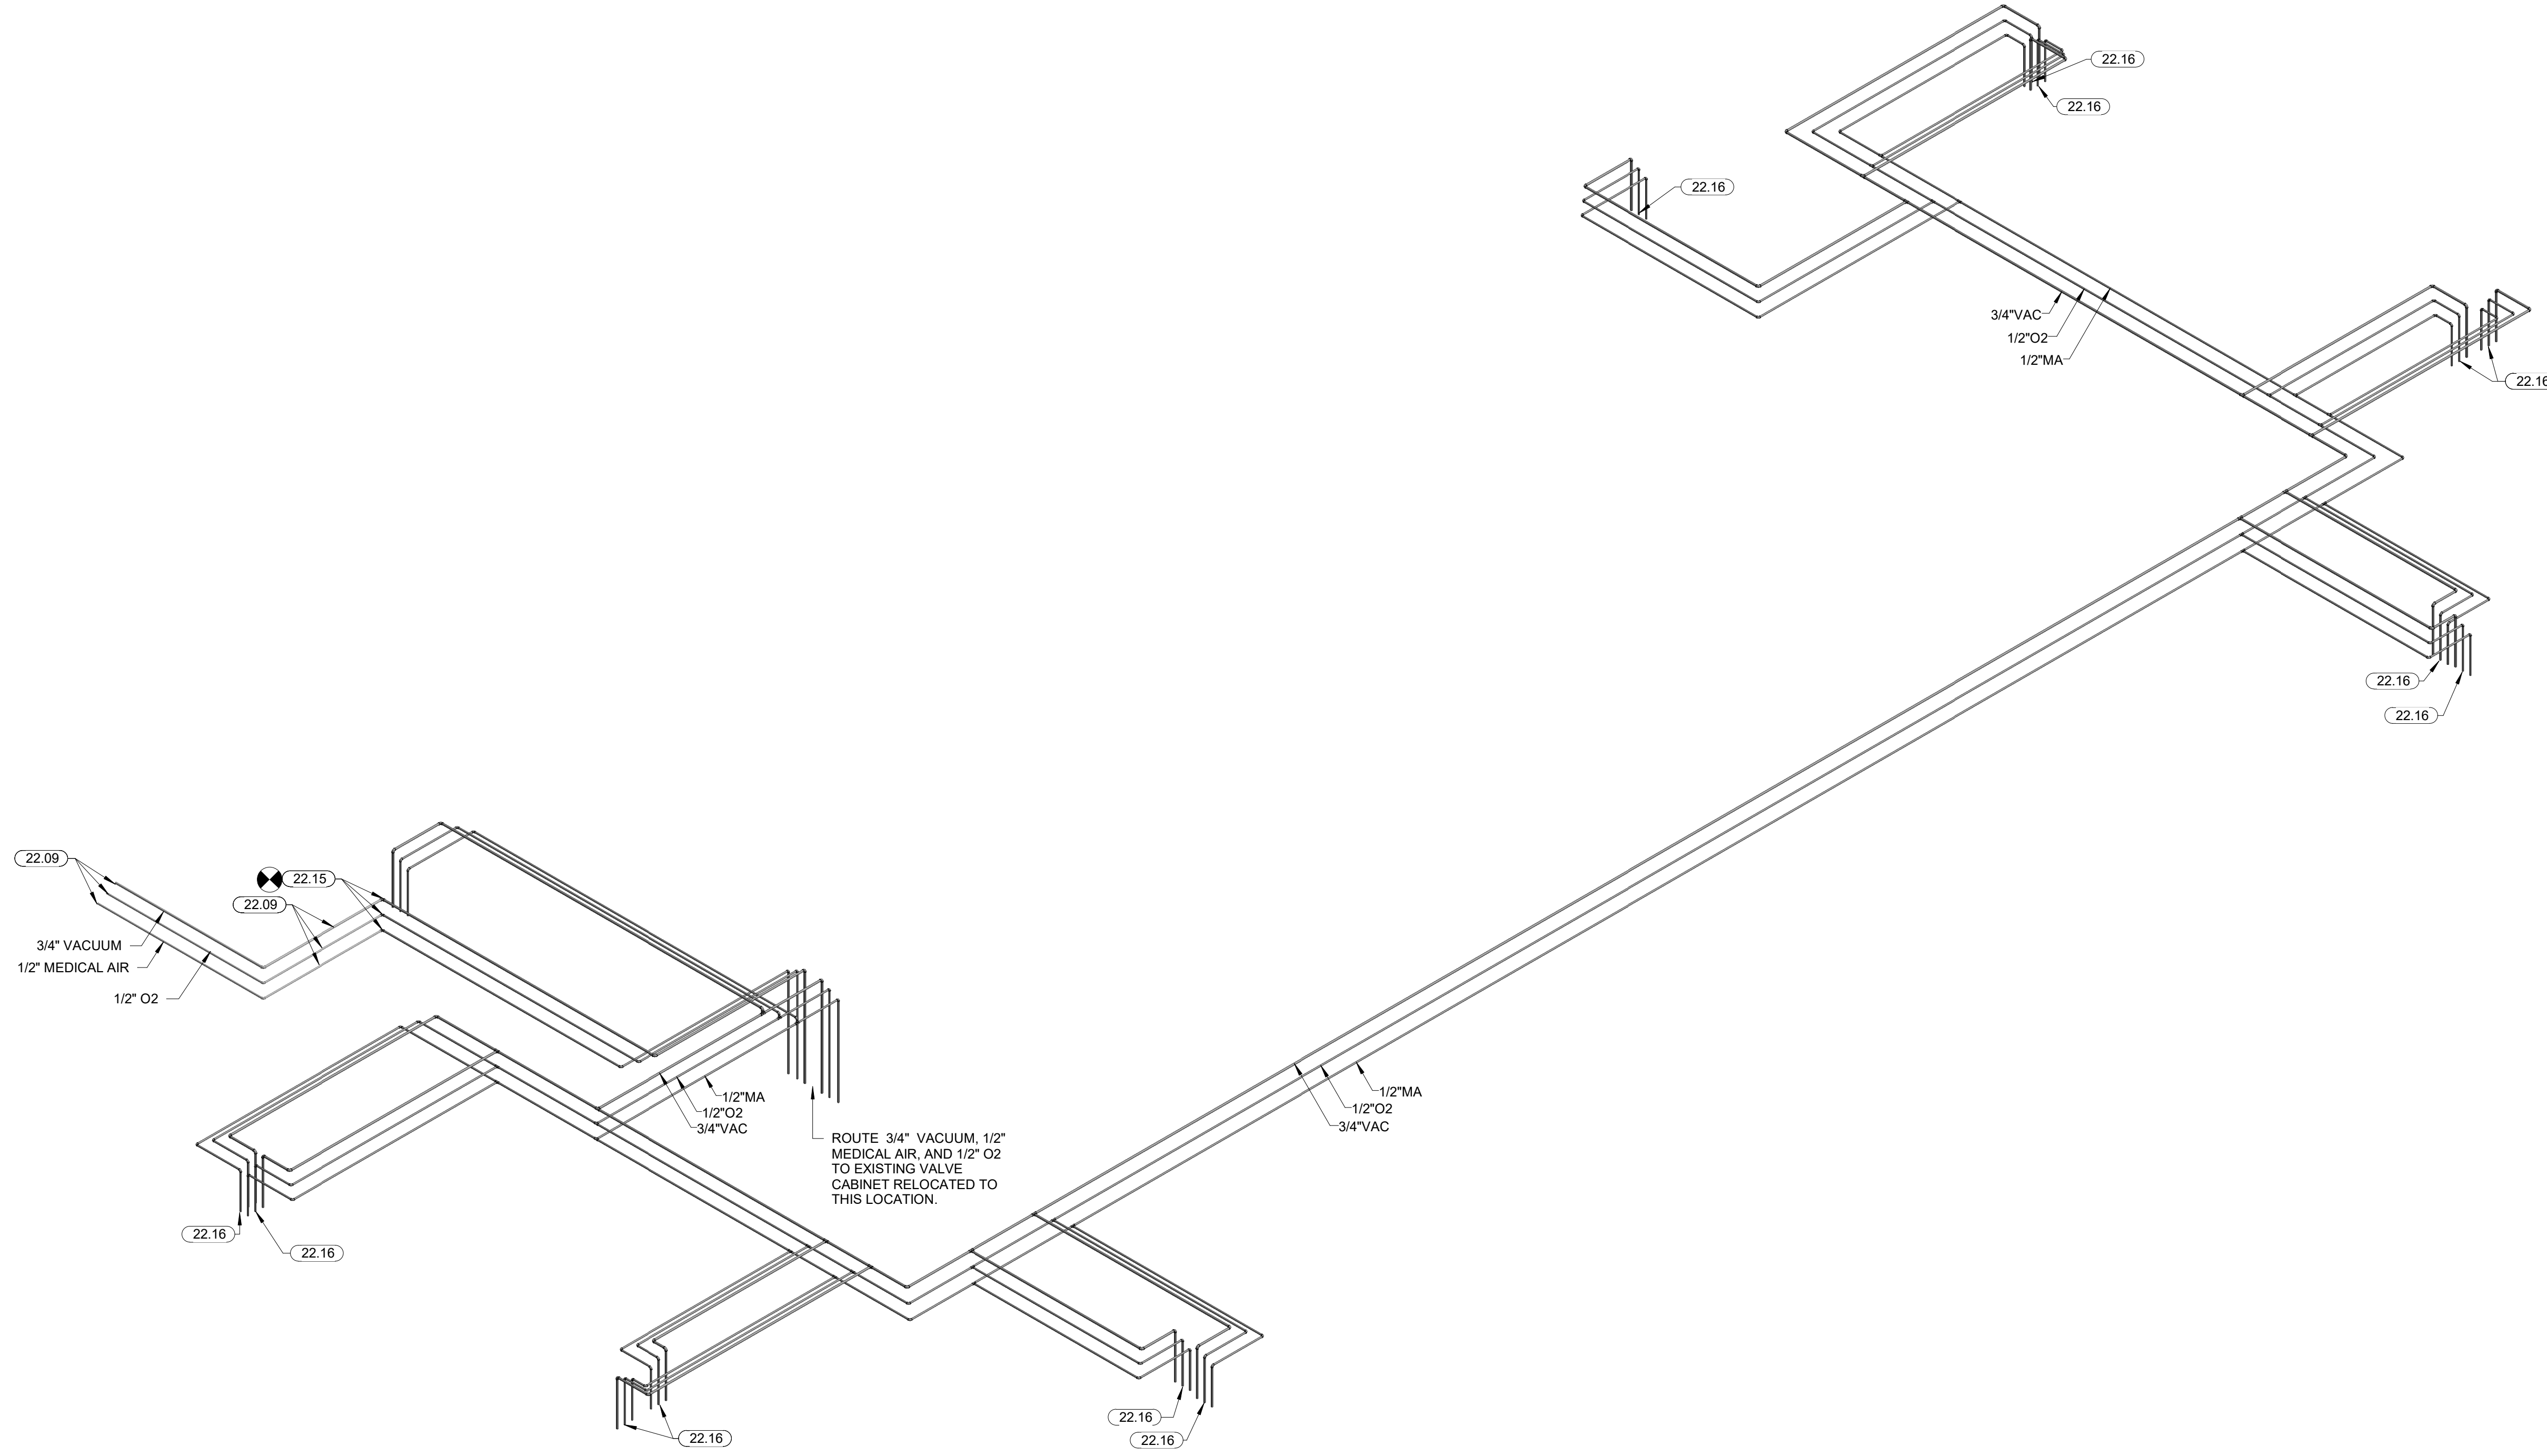 22.16
22.16
22.16
3/4"VAC
1/2"O2
1/2"MA
22.16
22.16
22.16
22.09
22.15
22.09
3/4" VACUUM
1/2" MEDICAL AIR
1/2" O2
1/2"MA
1/2"O2
3/4"VAC
ROUTE 3/4" VACUUM, 1/2"
MEDICAL AIR, AND 1/2" O2
TO EXISTING VALVE
CABINET RELOCATED TO
THIS LOCATION.
1/2"MA
1/2"O2
3/4"VAC
22.16
22.16
22.16
22.16
22.16